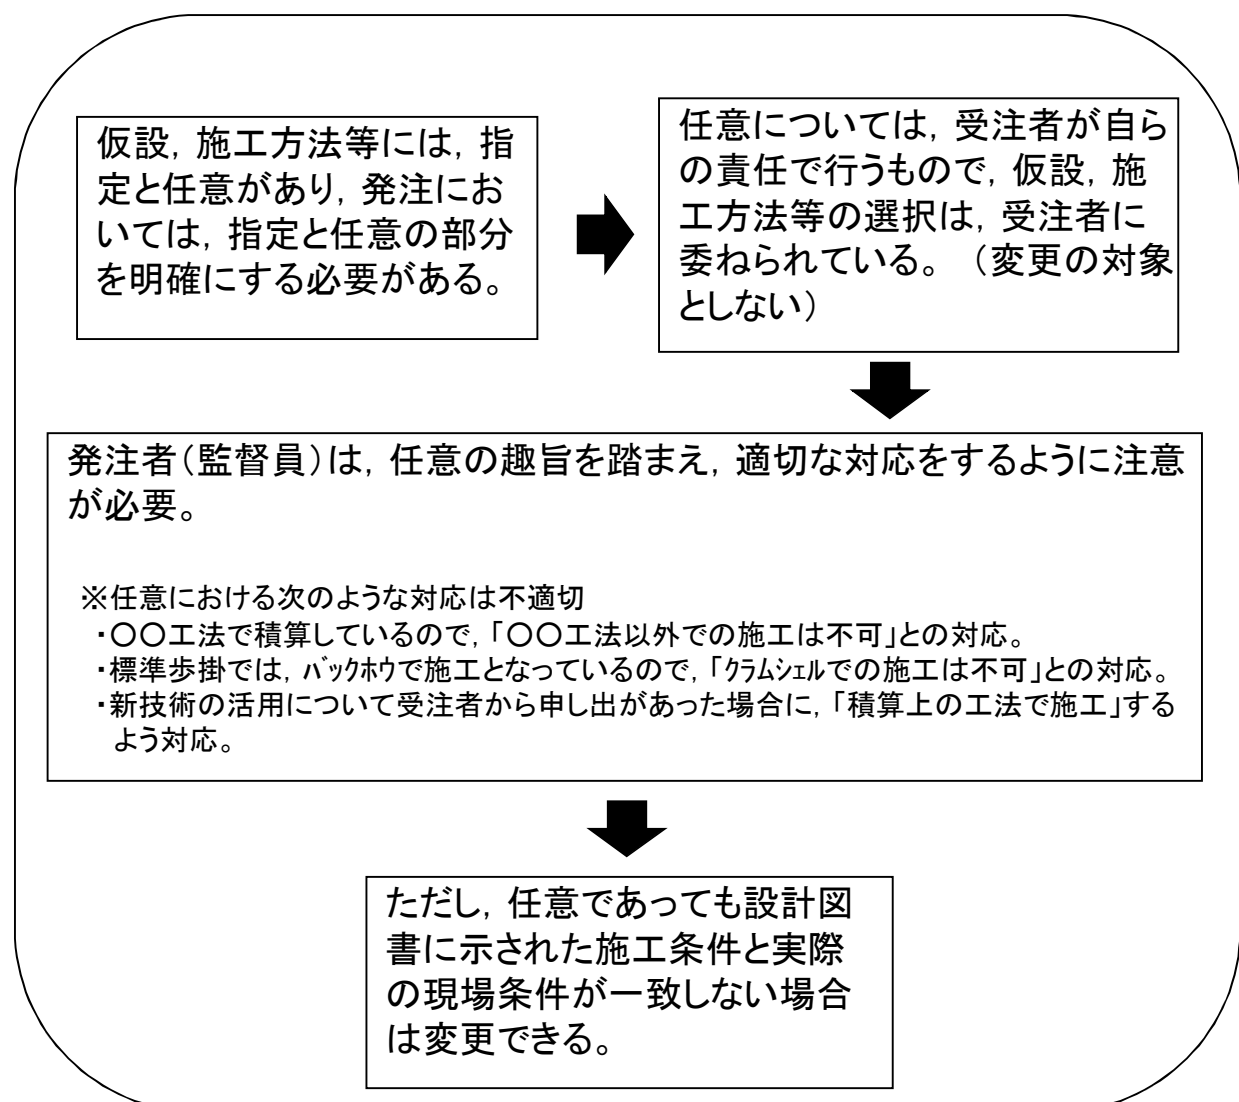 仮設，施工方法等には，指
定と任意があり，発注にお
いては，指定と任意の部分
を明確にする必要がある。
任意については，受注者が自ら
の責任で行うもので，仮設，施
工方法等の選択は，受注者に
委ねられている。（変更の対象
としない）
発注者（監督員）は，任意の趣旨を踏まえ，適切な対応をするように注意
が必要。
※任意における次のような対応は不適切
・〇〇工法で積算しているので，「〇〇工法以外での施工は不可」との対応。
・標準歩掛では，ﾊﾞｯｸﾎｳで施工となっているので，「ｸﾗﾑｼｪﾙでの施工は不可」との対応。
・新技術の活用について受注者から申し出があった場合に，「積算上の工法で施工」する
よう対応。
ただし，任意であっても設計図
書に示された施工条件と実際
の現場条件が一致しない場合
は変更できる。